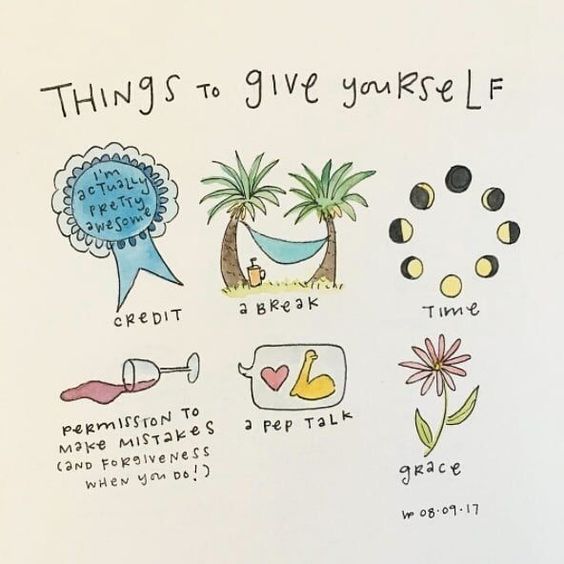 THINgS TO give youRSeLF
I'm
acTuaLLy
PReTTy
awesome
CReDIT
a BReaK
Time
PeRmISSION TO
make MISTakeS
(aND FORgIVeNeSS
wHeN you Do!)
a PeP TaLK
gRace
08.09.17